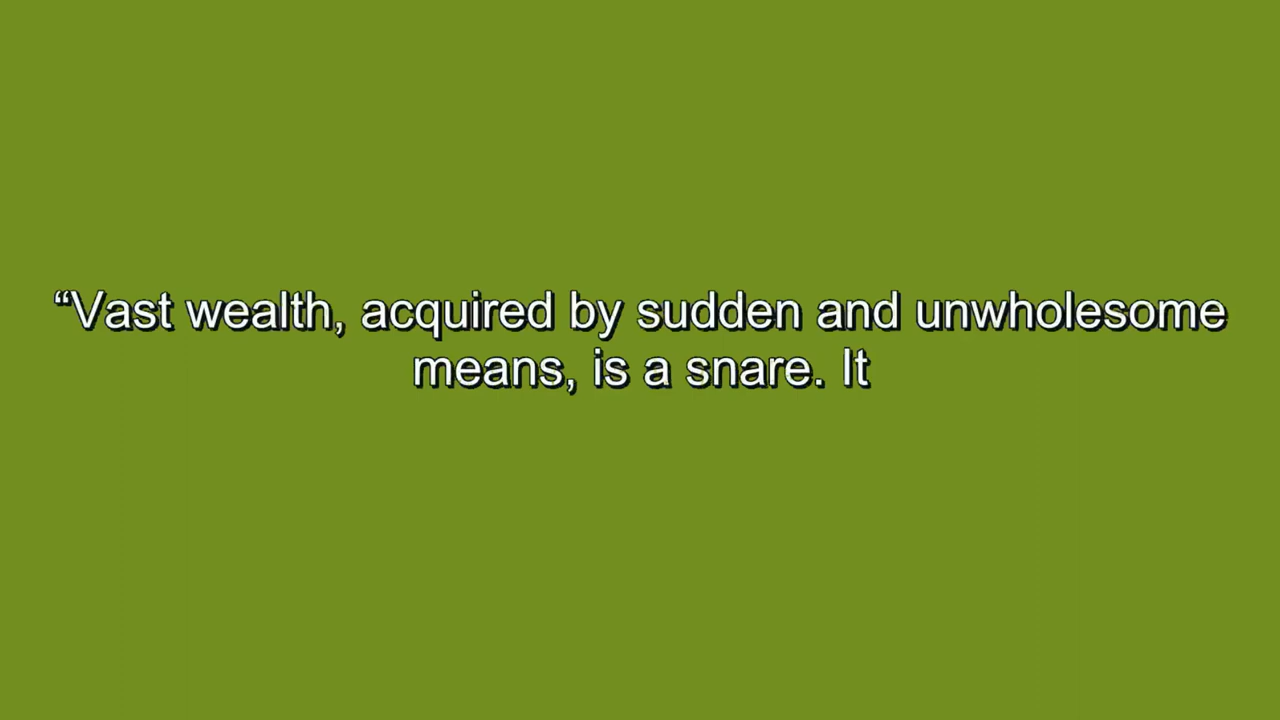 “Vast wealth, acquired by sudden and unwholesome
means, is a snare. It